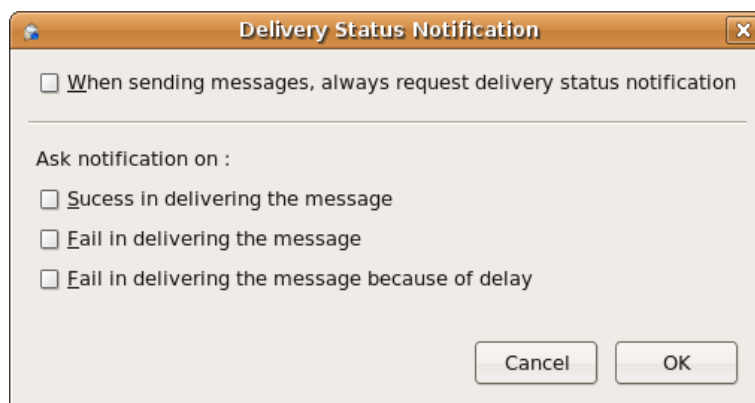 Delivery Status Notification
When sending messages, always request delivery status notification
Ask notification on :
Sucess in delivering the message
Fail in delivering the message
Fail in delivering the message because of delay
Cancel OK